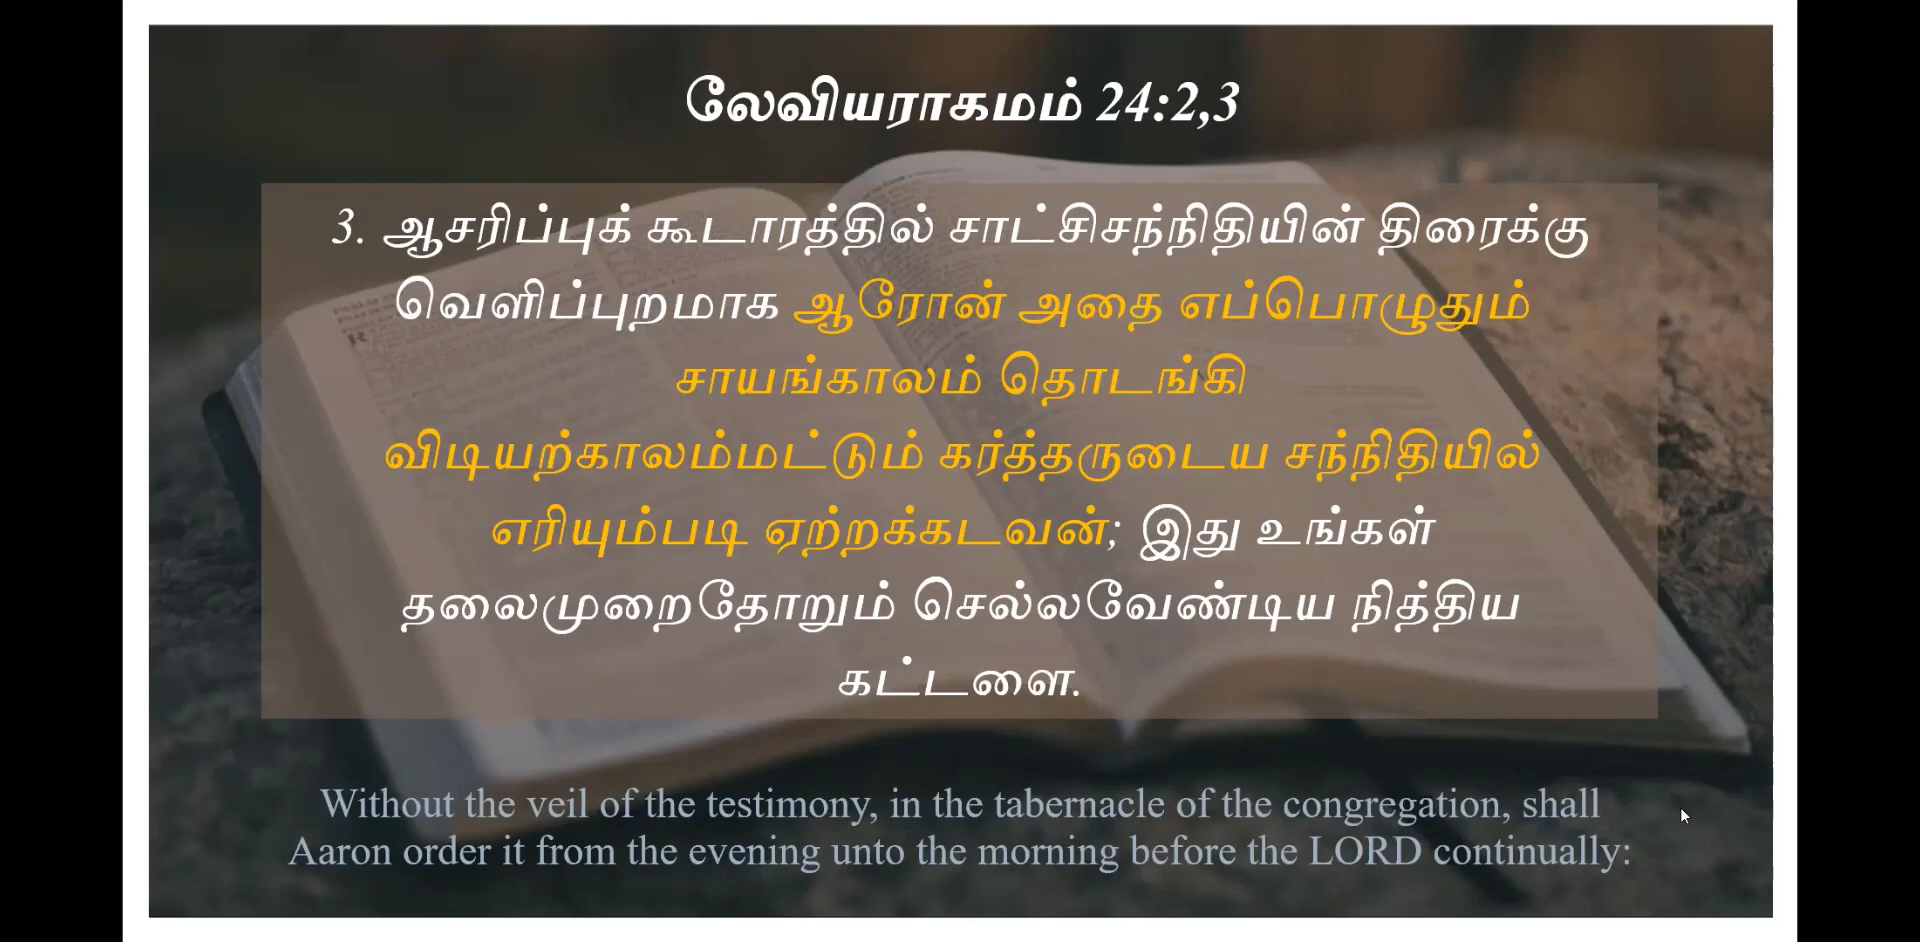 லேவியராகமம் 24:2,3
3. ஆசரிப்புக் கூடாரத்தில் சாட்சிசந்நிதியின் திரைக்கு
வெளிப்புறமாக ஆரோன் அதை எப்பொழுதும்
சாயங்காலம் தொடங்கி
விடியற்காலம்மட்டும் கர்த்தருடைய சந்நிதியில்
எரியும்படி ஏற்றக்கடவன்; இது உங்கள்
தலைமுறைதோறும் செல்லவேண்டிய நித்திய
கட்டளை.
Without the veil of the testimony, in the tabernacle of the congregation, shall
Aaron order it from the evening unto the morning before the LORD continually: